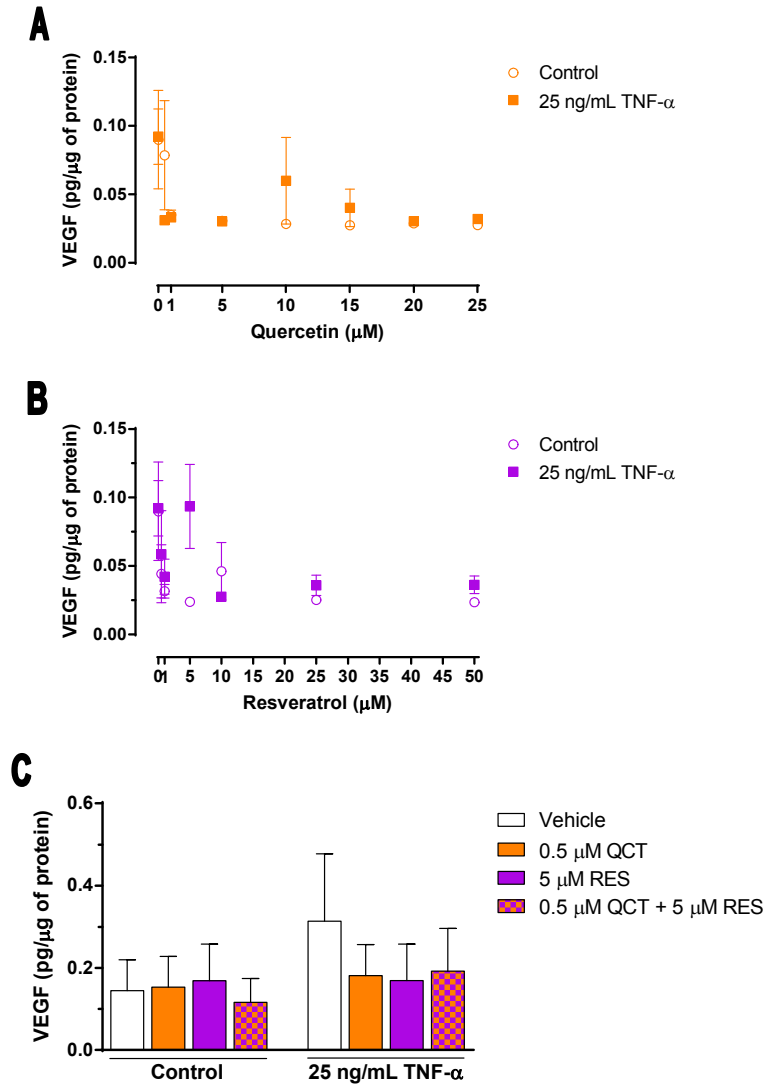 A
0.15
0.10
0.05
0.00
VEGF (pg/μg of protein)
0 1 5 10 15 20 25
Quercetin (μM)
Control
25 ng/mL TNF-α
B
0.15
0.10
0.05
0.00
VEGF (pg/μg of protein)
0 1 5 10 15 20 25 30 35 40 45 50
Resveratrol (μM)
Control
25 ng/mL TNF-α
C
0.6
0.4
0.2
0.0
VEGF (pg/μg of protein)
Control 25 ng/mL TNF-α
Vehicle
0.5 μM QCT
5 μM RES
0.5 μM QCT + 5 μM RES